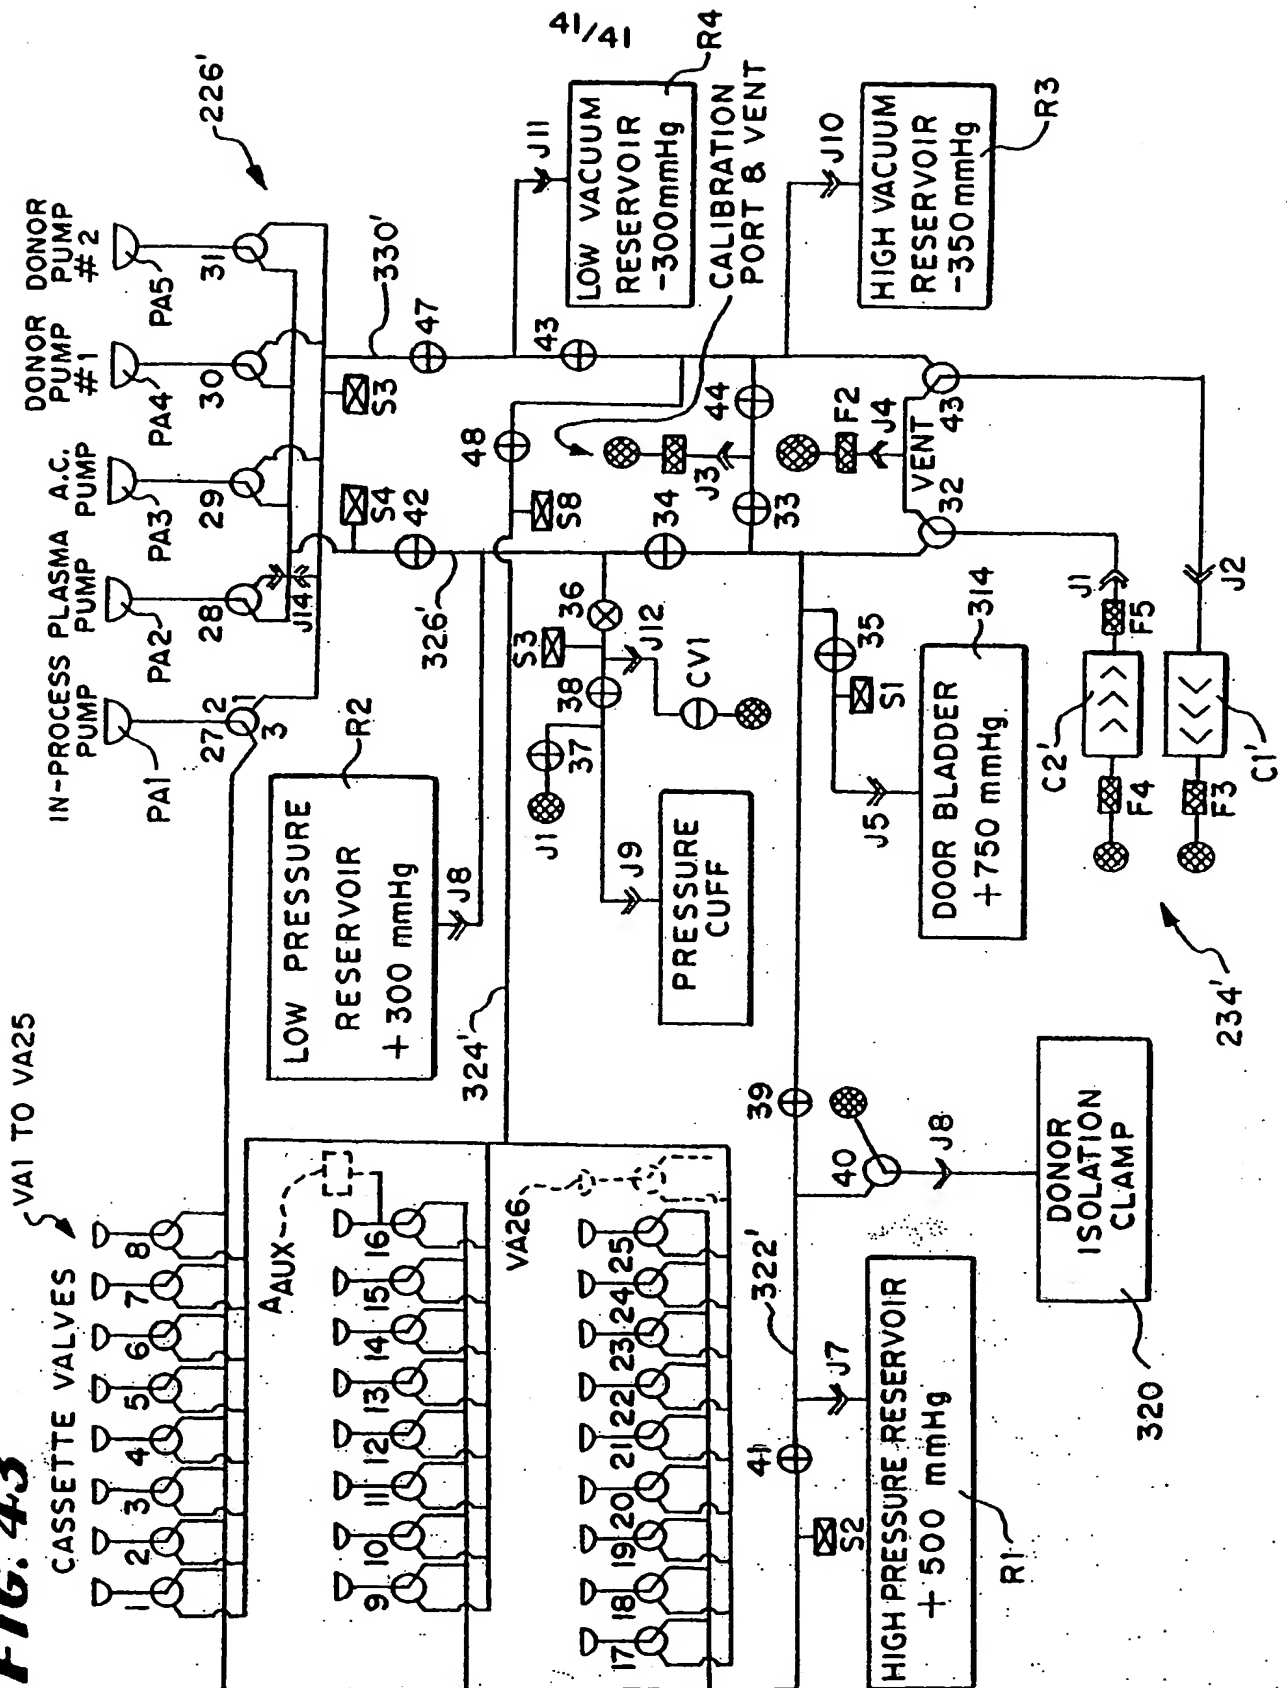 41/41
FIG. 43
CASSETTE VALVES
VA1 TO VA25
1
2
3
4
5
6
7
8
9
10
11
12
13
14
15
16
17
18
19
20
21
22
23
24
25
AAUX
VA26
IN-PROCESS
PUMP
PLASMA
PUMP
A.C.
PUMP
DONOR
PUMP
#1
DONOR
PUMP
#2
226'
PA1
PA2
PA3
PA4
PA5
27
2
1
3
28
29
30
31
J14
S4
S3
330'
42
47
326'
LOW PRESSURE
RESERVOIR
+300 mmHg
R2
J8
324'
48
S8
43
J11
LOW VACUUM
RESERVOIR
-300mmHg
R4
CALIBRATION
PORT & VENT
J3
44
33
34
36
S3
J12
38
37
J1
CV1
J9
PRESSURE
CUFF
J10
HIGH VACUUM
RESERVOIR
-350mmHg
R3
F2
J4
VENT
32
43
35
S1
J5
DOOR BLADDER
+750 mmHg
314
J1
F5
C2'
F4
J2
C1'
F3
234'
39
40
J8
DONOR
ISOLATION
CLAMP
320
322'
41
S2
J7
HIGH PRESSURE RESERVOIR
+500 mmHg
R1